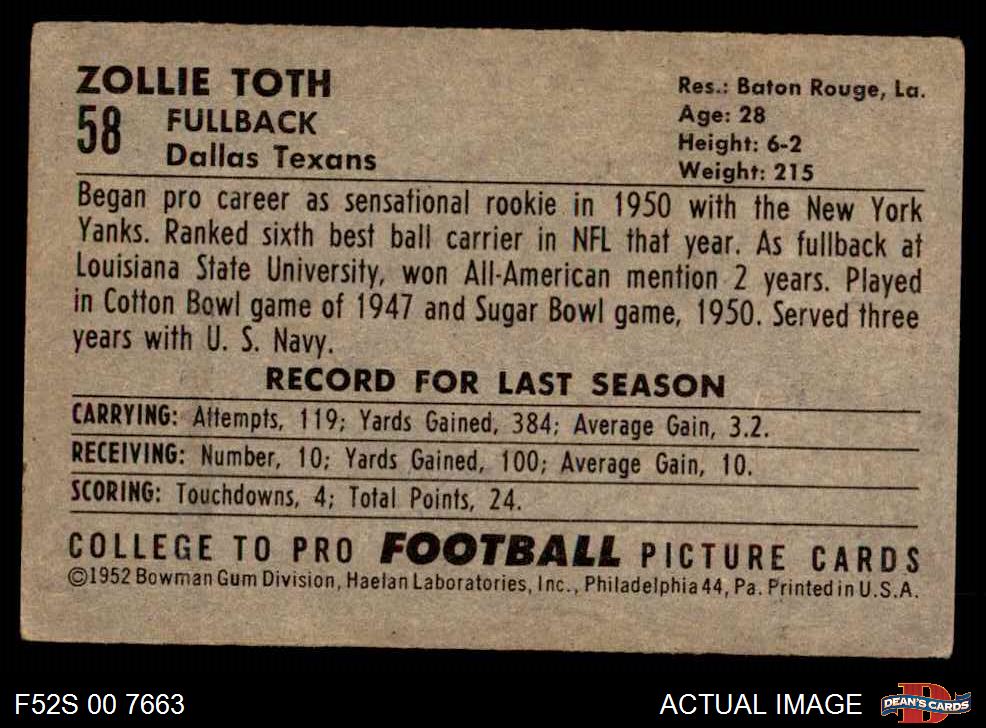 ZOLLIE TOTH
58 FULLBACK
Dallas Texans
Res.: Baton Rouge, La.
Age: 28
Height: 6-2
Weight: 215
Began pro career as sensational rookie in 1950 with the New York
Yanks. Ranked sixth best ball carrier in NFL that year. As fullback at
Louisiana State University, won All-American mention 2 years. Played
in Cotton Bowl game of 1947 and Sugar Bowl game, 1950. Served three
years with U. S. Navy.
RECORD FOR LAST SEASON
CARRYING: Attempts, 119; Yards Gained, 384; Average Gain, 3.2.
RECEIVING: Number, 10; Yards Gained, 100; Average Gain, 10.
SCORING: Touchdowns, 4; Total Points, 24.
COLLEGE TO PRO FOOTBALL PICTURE CARDS
©1952 Bowman Gum Division, Haelan Laboratories, Inc., Philadelphia 44, Pa. Printed in U.S.A.
F52S 00 7663
ACTUAL IMAGE
D
DEAN'S CARDS